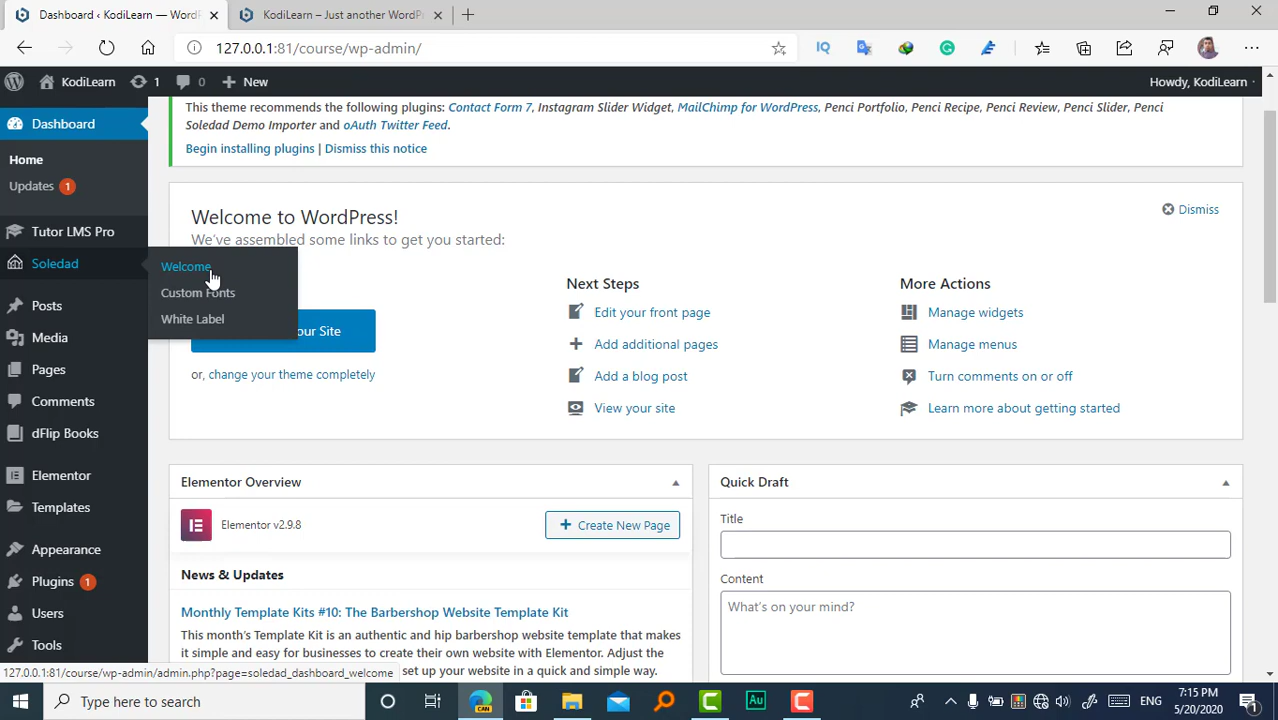 Dashboard ‹ KodiLearn — WordP
KodiLearn – Just another WordPr
127.0.0.1:81/course/wp-admin/
IQ
KodiLearn
1
0
New
Howdy, KodiLearn
Dashboard
Home
Updates 1
Tutor LMS Pro
Soledad
Posts
Media
Pages
Comments
dFlip Books
Elementor
Templates
Appearance
Plugins 1
Users
Tools
Welcome
Custom Fonts
White Label
This theme recommends the following plugins: Contact Form 7, Instagram Slider Widget, MailChimp for WordPress, Penci Portfolio, Penci Recipe, Penci Review, Penci Slider, Penci
Soledad Demo Importer and oAuth Twitter Feed.
Begin installing plugins | Dismiss this notice
Welcome to WordPress!
We've assembled some links to get you started:
Dismiss
our Site
or, change your theme completely
Next Steps
Edit your front page
Add additional pages
Add a blog post
View your site
More Actions
Manage widgets
Manage menus
Turn comments on or off
Learn more about getting started
Elementor Overview
Elementor v2.9.8
Create New Page
News & Updates
Monthly Template Kits #10: The Barbershop Website Template Kit
This month's Template Kit is an authentic and hip barbershop website template that makes
it simple and easy for businesses to create their own website with Elementor. Adjust the
set up your website in a quick and simple way.
Quick Draft
Title
Content
What's on your mind?
127.0.0.1:81/course/wp-admin/admin.php?page=soledad_dashboard_welcome
Type here to search
CAN
Au
ENG
7:15 PM
5/20/2020
1